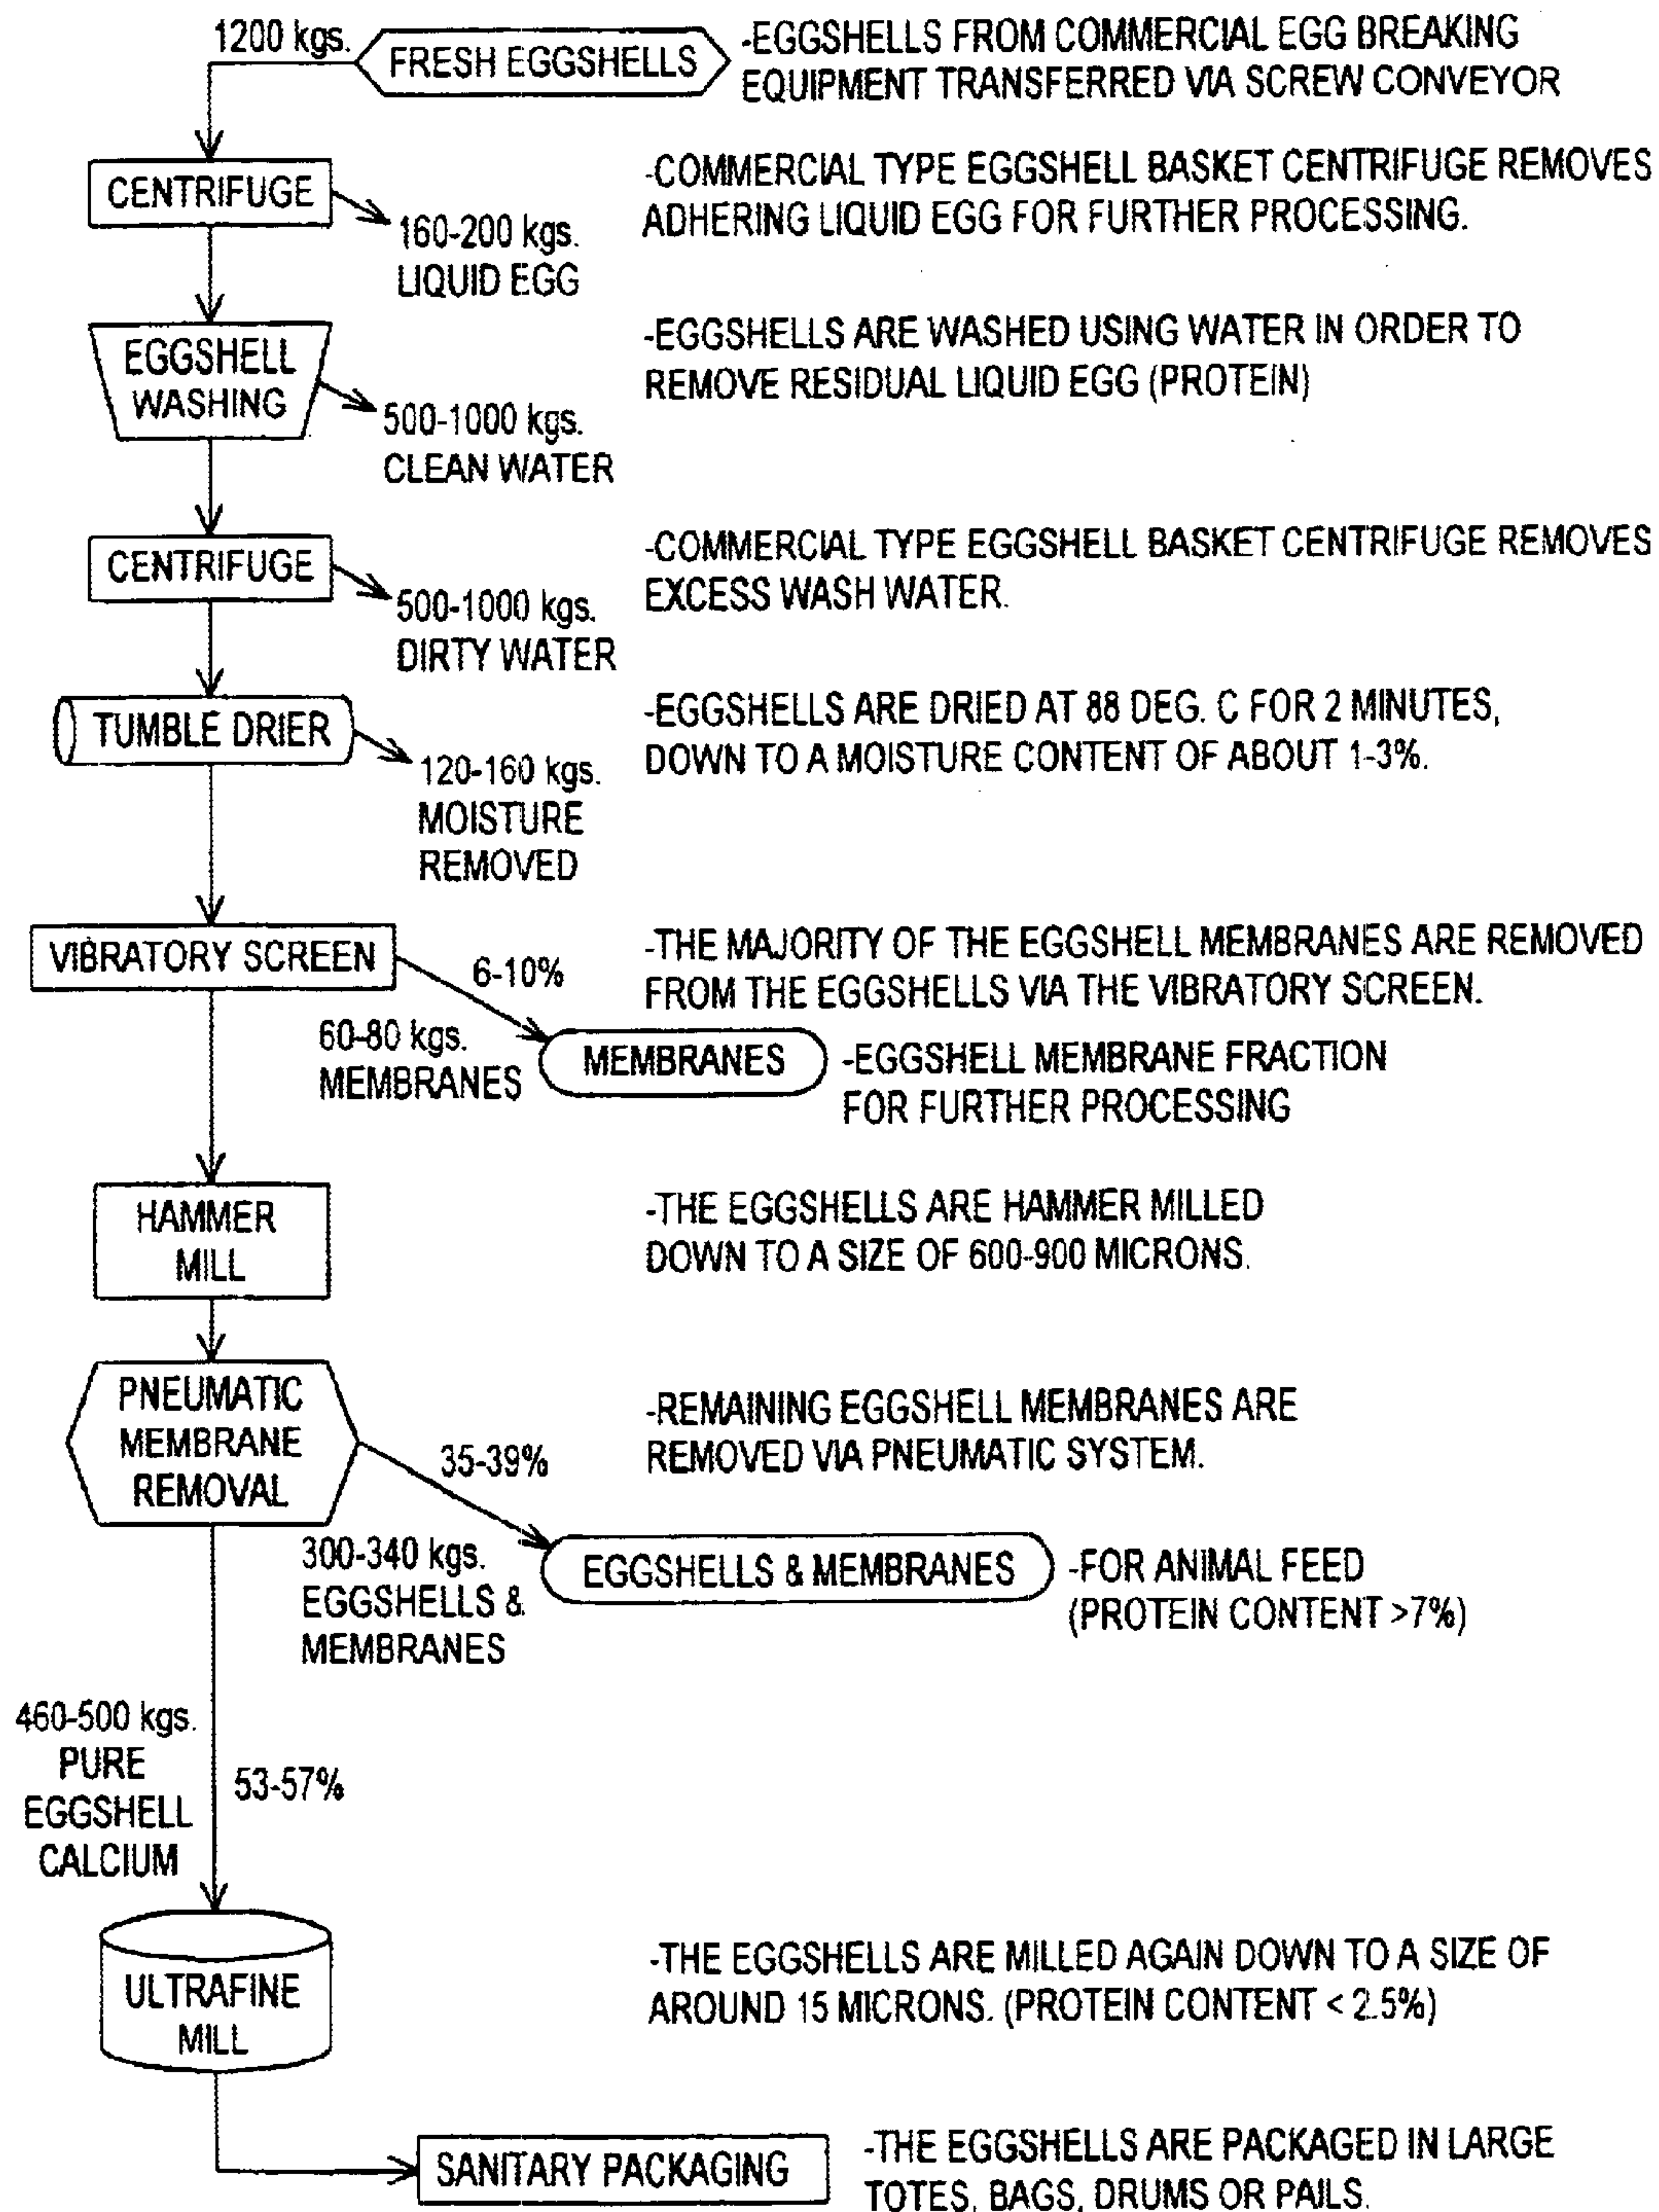 1200 kgs.
FRESH EGGSHELLS
-EGGSHELLS FROM COMMERCIAL EGG BREAKING
EQUIPMENT TRANSFERRED VIA SCREW CONVEYOR
CENTRIFUGE
160-200 kgs.
LIQUID EGG
-COMMERCIAL TYPE EGGSHELL BASKET CENTRIFUGE REMOVES
ADHERING LIQUID EGG FOR FURTHER PROCESSING.
EGGSHELL
WASHING
500-1000 kgs.
CLEAN WATER
-EGGSHELLS ARE WASHED USING WATER IN ORDER TO
REMOVE RESIDUAL LIQUID EGG (PROTEIN)
CENTRIFUGE
500-1000 kgs.
DIRTY WATER
-COMMERCIAL TYPE EGGSHELL BASKET CENTRIFUGE REMOVES
EXCESS WASH WATER.
TUMBLE DRIER
120-160 kgs.
MOISTURE
REMOVED
-EGGSHELLS ARE DRIED AT 88 DEG. C FOR 2 MINUTES,
DOWN TO A MOISTURE CONTENT OF ABOUT 1-3%.
VIBRATORY SCREEN
6-10%
-THE MAJORITY OF THE EGGSHELL MEMBRANES ARE REMOVED
FROM THE EGGSHELLS VIA THE VIBRATORY SCREEN.
60-80 kgs.
MEMBRANES
MEMBRANES
-EGGSHELL MEMBRANE FRACTION
FOR FURTHER PROCESSING
HAMMER
MILL
-THE EGGSHELLS ARE HAMMER MILLED
DOWN TO A SIZE OF 600-900 MICRONS.
PNEUMATIC
MEMBRANE
REMOVAL
35-39%
-REMAINING EGGSHELL MEMBRANES ARE
REMOVED VIA PNEUMATIC SYSTEM.
300-340 kgs.
EGGSHELLS &
MEMBRANES
EGGSHELLS & MEMBRANES
-FOR ANIMAL FEED
(PROTEIN CONTENT >7%)
460-500 kgs.
PURE
EGGSHELL
CALCIUM
53-57%
ULTRAFINE
MILL
-THE EGGSHELLS ARE MILLED AGAIN DOWN TO A SIZE OF
AROUND 15 MICRONS. (PROTEIN CONTENT < 2.5%)
SANITARY PACKAGING
-THE EGGSHELLS ARE PACKAGED IN LARGE
TOTES, BAGS, DRUMS OR PAILS.